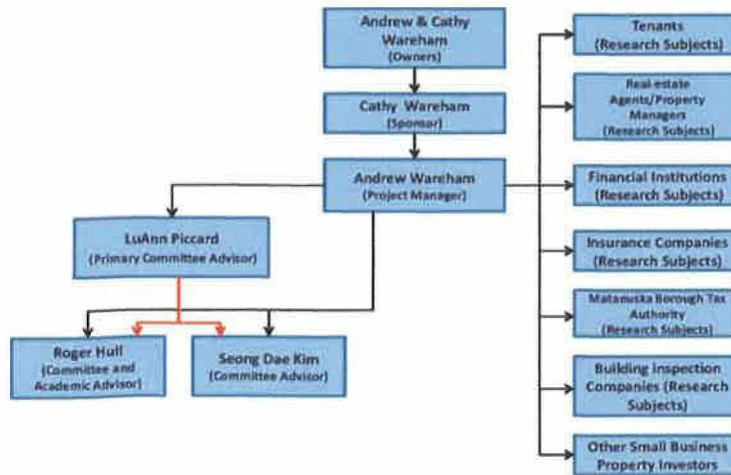 Andrew & Cathy
Wareham
(Owners)
Cathy Wareham
(Sponsor)
Andrew Wareham
(Project Manager)
LuAnn Piccard
(Primary Committee Advisor)
Roger Hull
(Committee and
Academic Advisor)
Seong Dae Kim
(Committee Advisor)
Tenants
(Research Subjects)
Real-estate
Agents/Property
Managers
(Research Subjects)
Financial Institutions
(Research Subjects)
Insurance Companies
(Research Subjects)
Matanuska Borough Tax
Authority
(Research Subjects)
Building Inspection
Companies (Research
Subjects)
Other Small Business
Property Investors